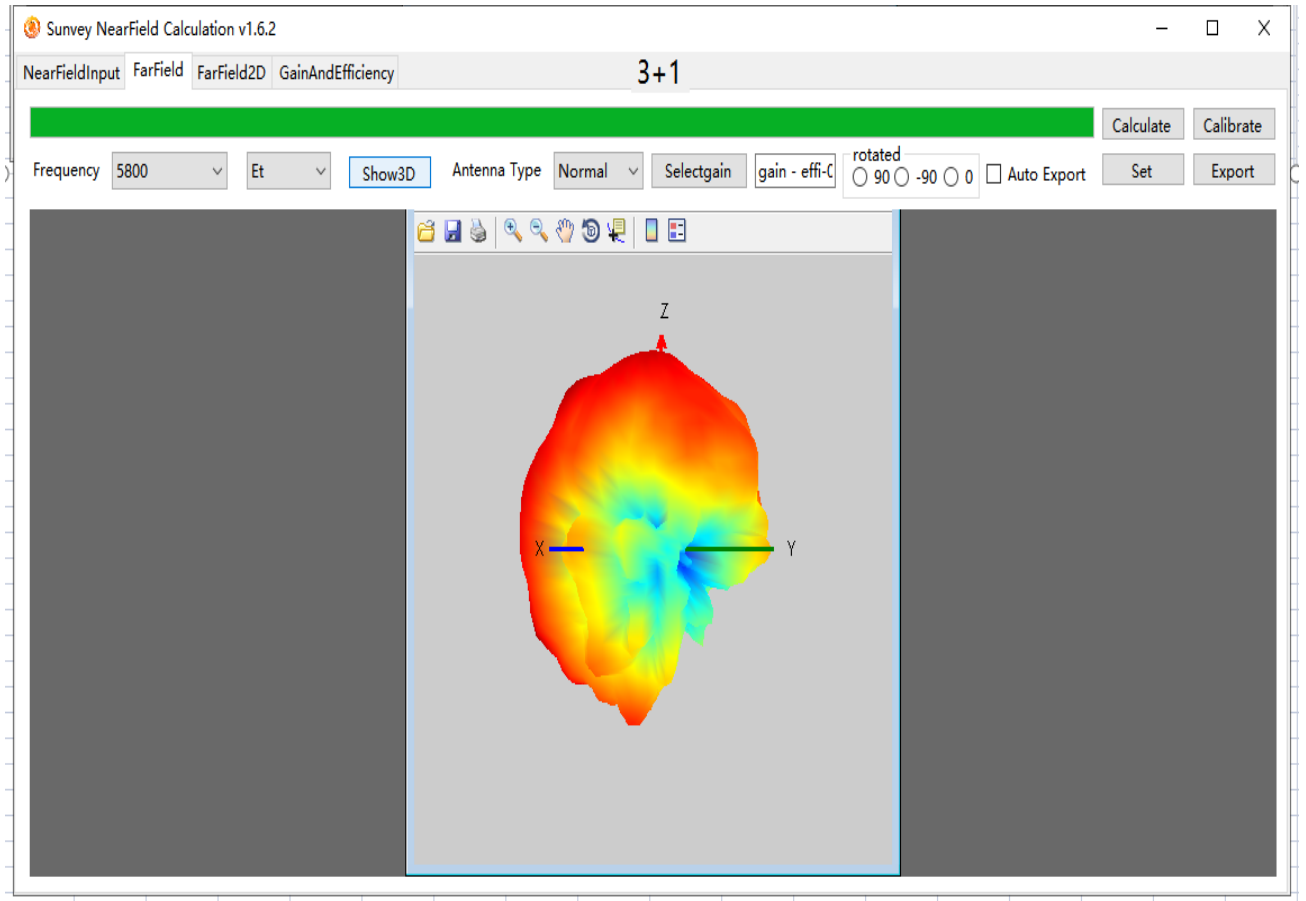 Sunvey NearField Calculation v1.6.2
NearFieldInput FarField FarField2D GainAndEfficiency 3+1
Calculate Calibrate
Frequency 5800 Et Show3D Antenna Type Normal Selectgain gain - effi-C rotated 90 -90 0 Auto Export Set Export
Z
X Y